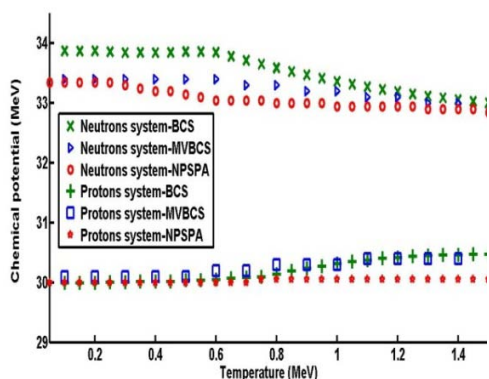 Chemical potential (MeV)
34
33
32
31
30
29
Neutrons system-BCS
Neutrons system-MVBCS
Neutrons system-NPSPA
Protons system-BCS
Protons system-MVBCS
Protons system-NPSPA
0.2 0.4 0.6 0.8 1 1.2 1.4
Temperature (MeV)